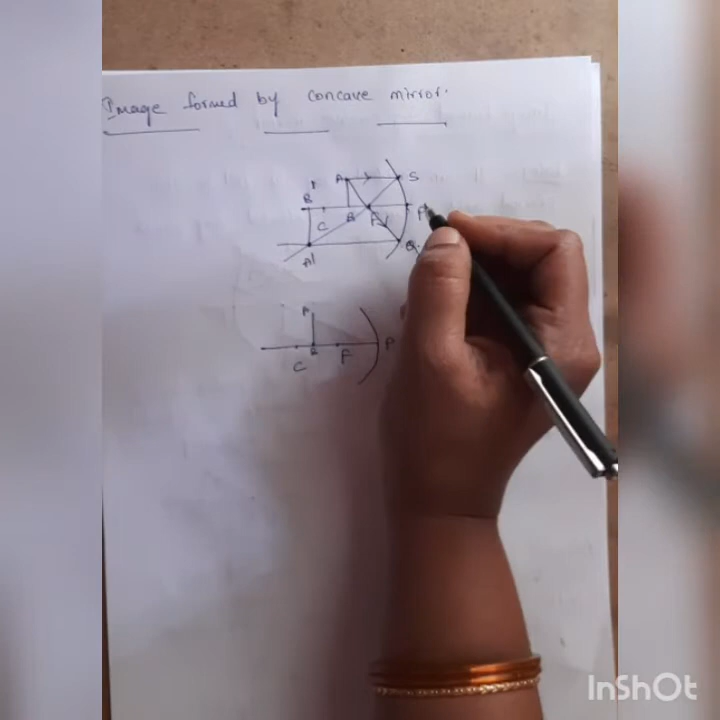 Image formed by concave mirror.
A S
B' C B F P
A' Q
A
C B F P
InShOt